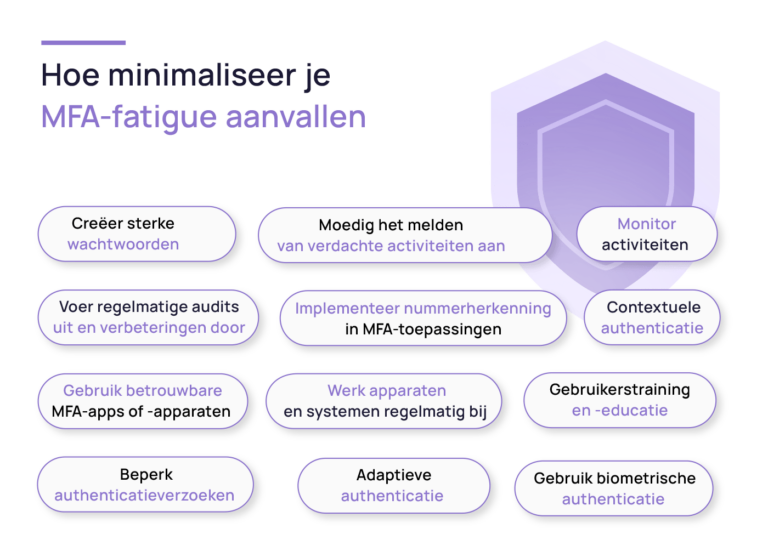 Hoe minimaliseer je
MFA-fatigue aanvallen
Creëer sterke
wachtwoorden
Moedig het melden
van verdachte activiteiten aan
Monitor
activiteiten
Voer regelmatige audits
uit en verbeteringen door
Implementeer nummerherkenning
in MFA-toepassingen
Contextuele
authenticatie
Gebruik betrouwbare
MFA-apps of -apparaten
Werk apparaten
en systemen regelmatig bij
Gebruikerstraining
en -educatie
Beperk
authenticatieverzoeken
Adaptieve
authenticatie
Gebruik biometrische
authenticatie